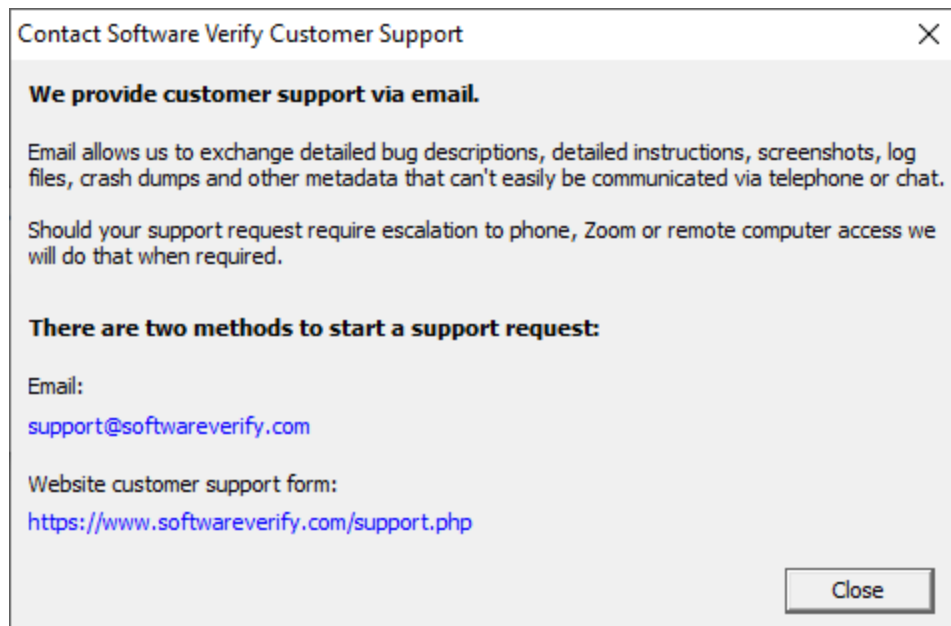 Contact Software Verify Customer Support
We provide customer support via email.
Email allows us to exchange detailed bug descriptions, detailed instructions, screenshots, log
files, crash dumps and other metadata that can't easily be communicated via telephone or chat.
Should your support request require escalation to phone, Zoom or remote computer access we
will do that when required.
There are two methods to start a support request:
Email:
support@softwareverify.com
Website customer support form:
https://www.softwareverify.com/support.php
Close